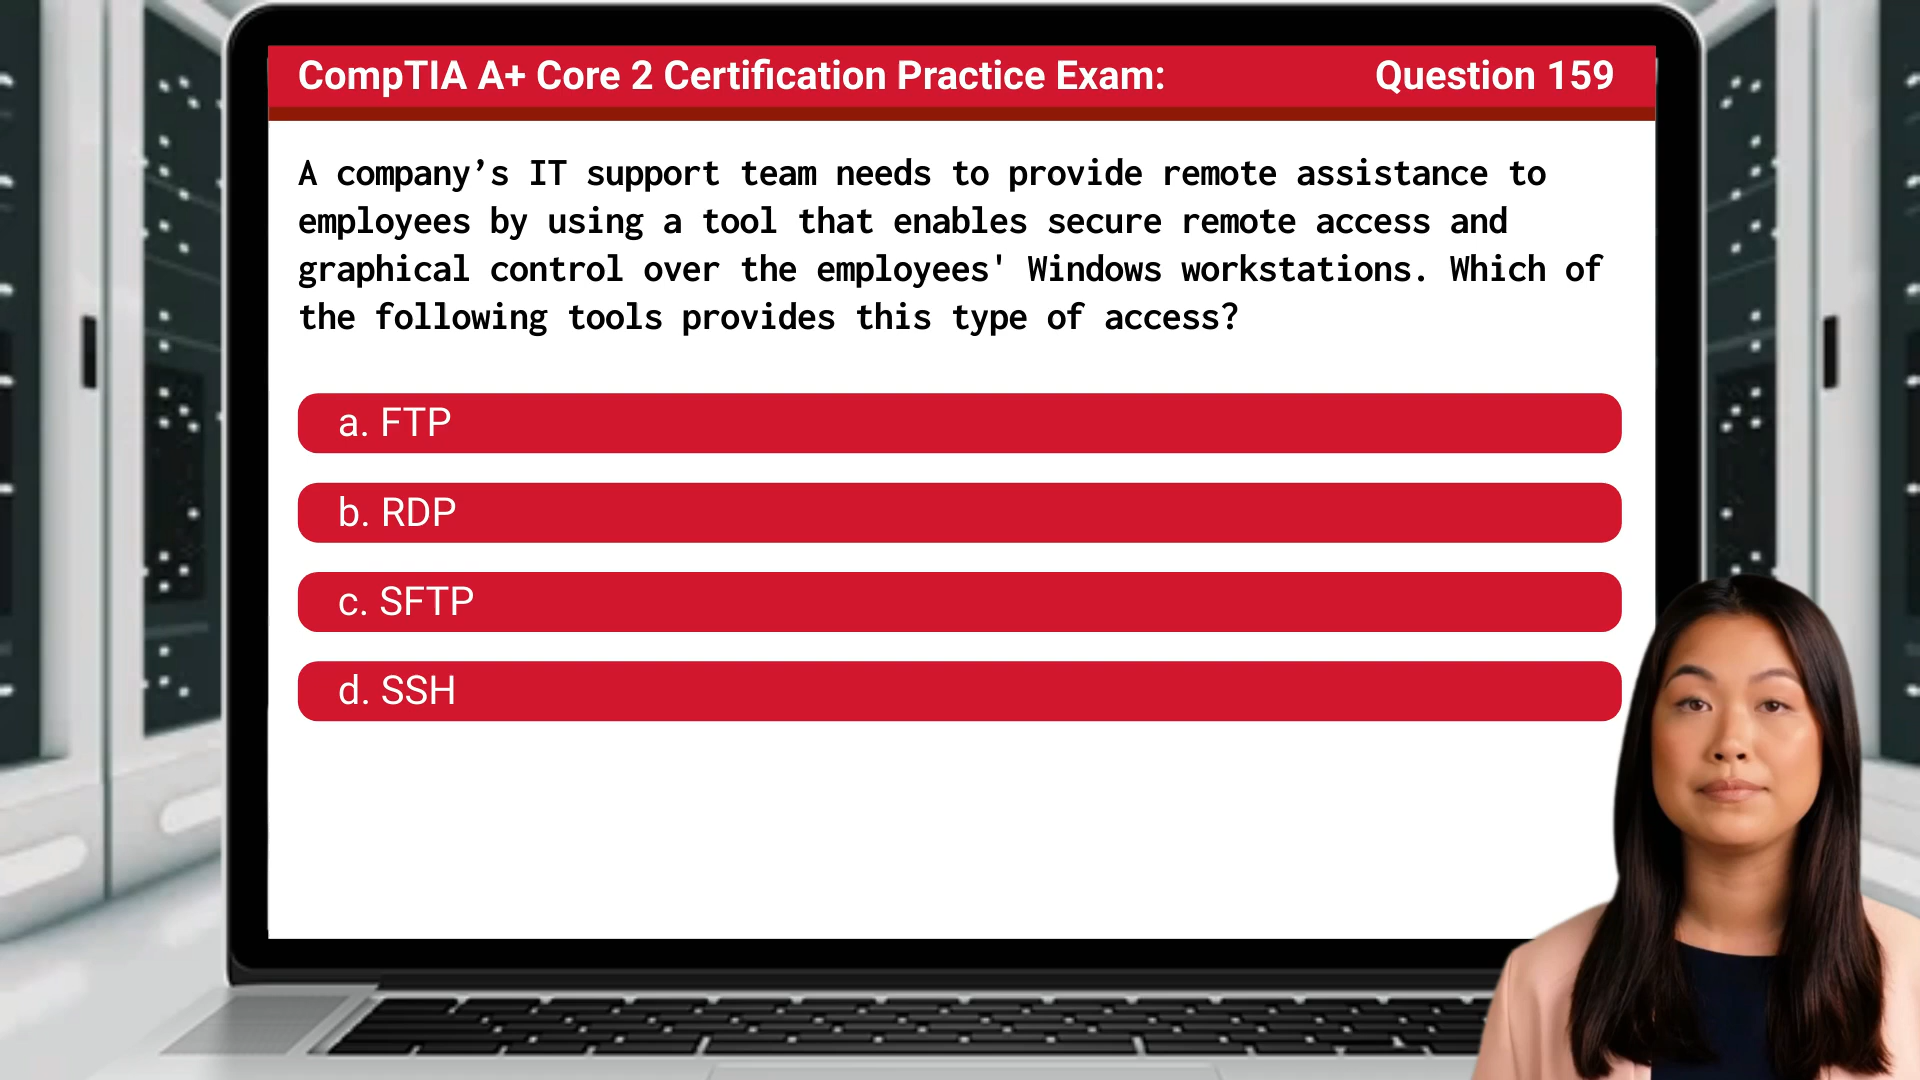 CompTIA A+ Core 2 Certification Practice Exam:
Question 159
A company’s IT support team needs to provide remote assistance to
employees by using a tool that enables secure remote access and
graphical control over the employees' Windows workstations. Which of
the following tools provides this type of access?
a. FTP
b. RDP
c. SFTP
d. SSH